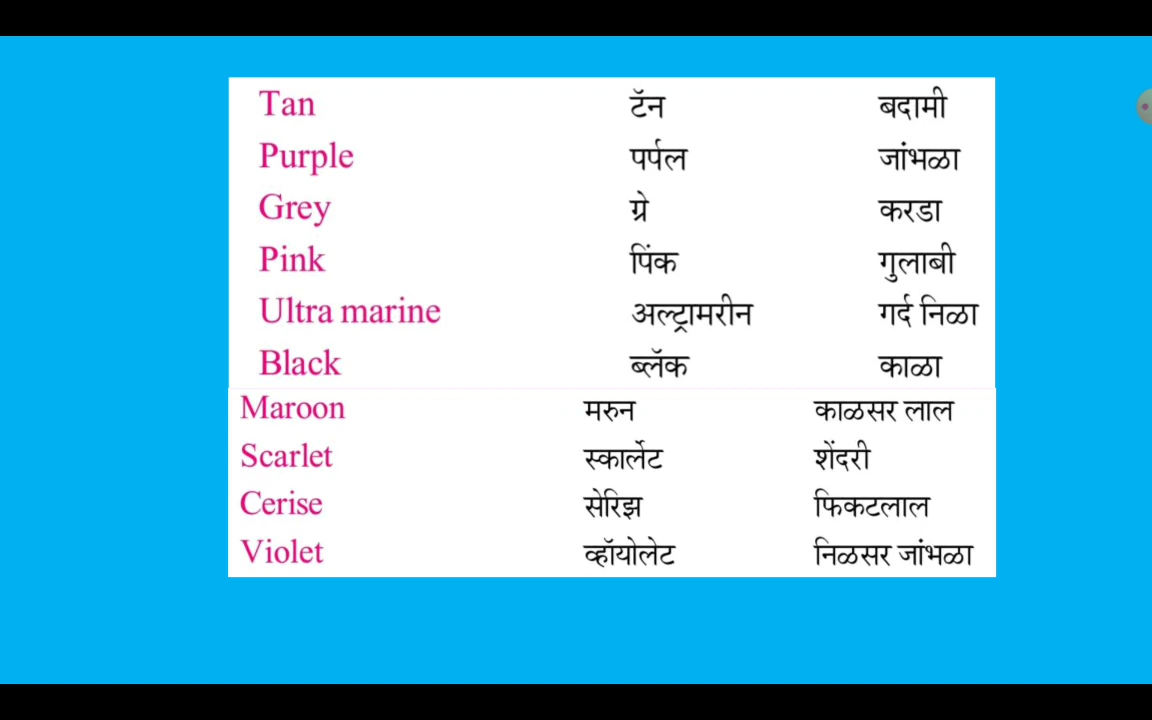 Tan टॅन बदामी
Purple पर्पल जांभळा
Grey ग्रे करडा
Pink पिंक गुलाबी
Ultra marine अल्ट्रामरीन गर्द निळा
Black ब्लॅक काळा
Maroon मरुन काळसर लाल
Scarlet स्कार्लेट शेंदरी
Cerise सेरिझ फिकटलाल
Violet व्हॉयोलेट निळसर जांभळा